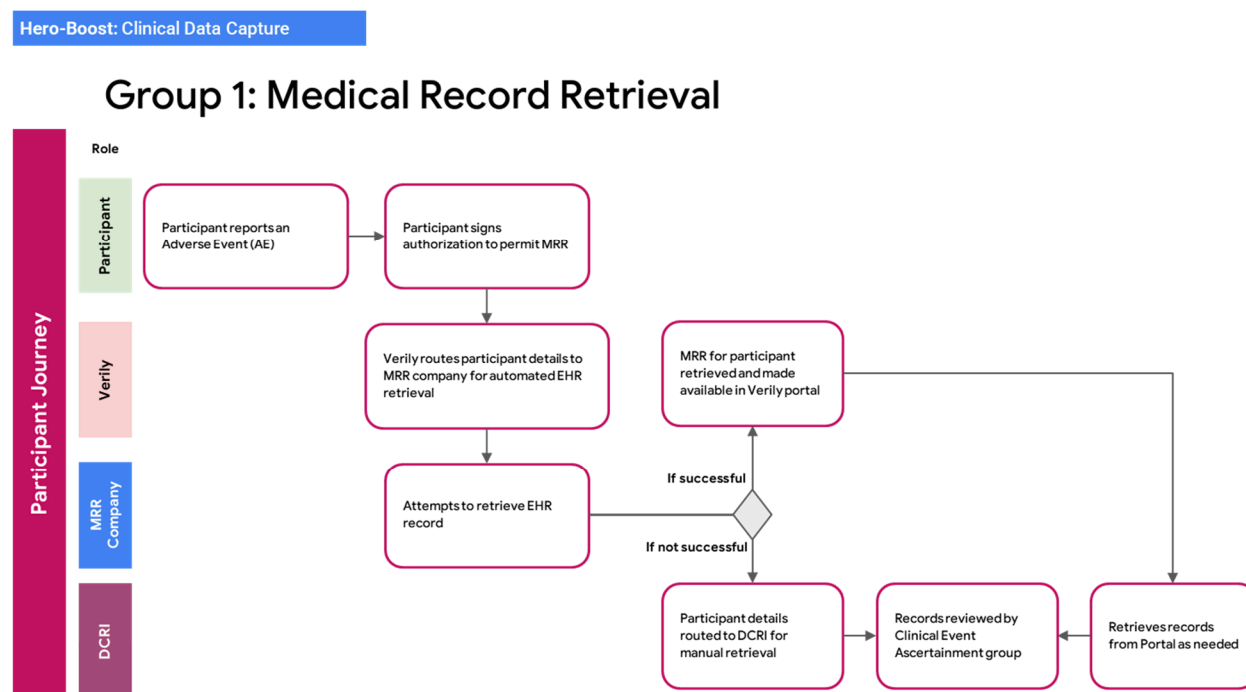 Hero-Boost: Clinical Data Capture
Group 1: Medical Record Retrieval
Participant Journey
Role
Participant
Participant reports an
Adverse Event (AE)
Participant signs
authorization to permit MRR
Verily
Verily routes participant details to
MRR company for automated EHR
retrieval
MRR for participant
retrieved and made
available in Verily portal
MRR
Company
Attempts to retrieve EHR
record
If successful
If not successful
DCRI
Participant details
routed to DCRI for
manual retrieval
Records reviewed by
Clinical Event
Ascertainment group
Retrieves records
from Portal as needed